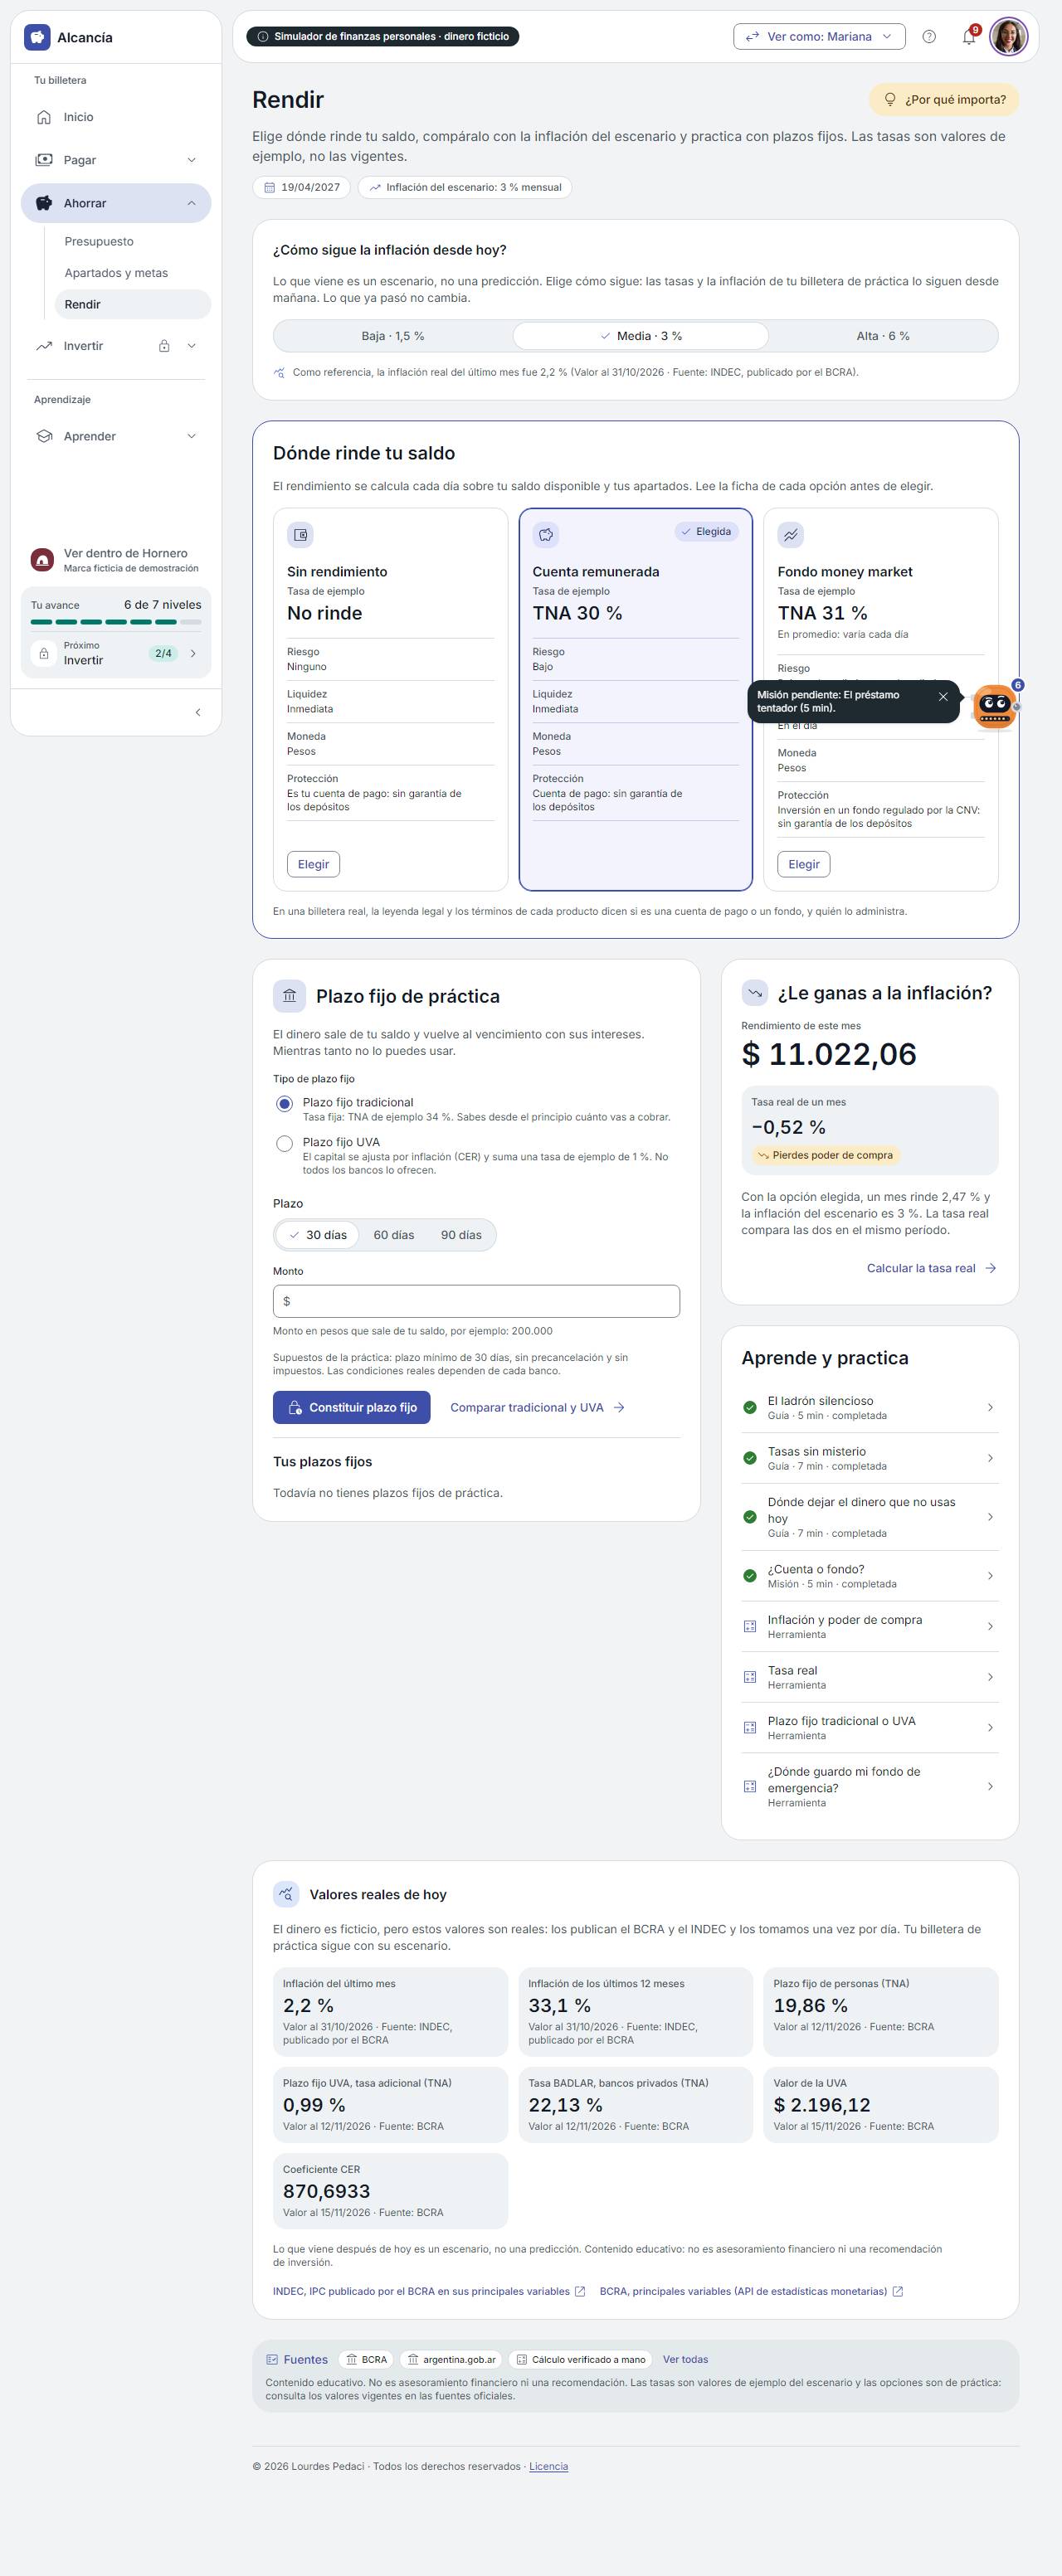 Alcancía
Tu billetera
Inicio
Pagar
Ahorrar
Presupuesto
Apartados y metas
Rendir
Invertir
Aprendizaje
Aprender
Ver dentro de Hornero
Marca ficticia de demostración
Tu avance
6 de 7 niveles
Próximo
Invertir
2/4
Simulador de finanzas personales · dinero ficticio
Ver como: Mariana
9
Rendir
¿Por qué importa?
Elige dónde rinde tu saldo, compáralo con la inflación del escenario y practica con plazos fijos. Las tasas son valores de
ejemplo, no las vigentes.
19/04/2027
Inflación del escenario: 3 % mensual
¿Cómo sigue la inflación desde hoy?
Lo que viene es un escenario, no una predicción. Elige cómo sigue: las tasas y la inflación de tu billetera de práctica lo siguen desde
mañana. Lo que ya pasó no cambia.
Baja · 1,5 %
Media · 3 %
Alta · 6 %
Como referencia, la inflación real del último mes fue 2,2 % (Valor al 31/10/2026 · Fuente: INDEC, publicado por el BCRA).
Dónde rinde tu saldo
El rendimiento se calcula cada día sobre tu saldo disponible y tus apartados. Lee la ficha de cada opción antes de elegir.
Sin rendimiento
Tasa de ejemplo
No rinde
Riesgo
Ninguno
Liquidez
Inmediata
Moneda
Pesos
Protección
Es tu cuenta de pago: sin garantía de
los depósitos
Elegir
Elegida
Cuenta remunerada
Tasa de ejemplo
TNA 30 %
Riesgo
Bajo
Liquidez
Inmediata
Moneda
Pesos
Protección
Cuenta de pago: sin garantía de
los depósitos
Fondo money market
Tasa de ejemplo
TNA 31 %
En promedio: varía cada día
Riesgo
Misión pendiente: El préstamo
tentador (5 min).
6
En el día
Moneda
Pesos
Protección
Inversión en un fondo regulado por la CNV:
sin garantía de los depósitos
Elegir
En una billetera real, la leyenda legal y los términos de cada producto dicen si es una cuenta de pago o un fondo, y quién lo administra.
Plazo fijo de práctica
El dinero sale de tu saldo y vuelve al vencimiento con sus intereses.
Mientras tanto no lo puedes usar.
Tipo de plazo fijo
Plazo fijo tradicional
Tasa fija: TNA de ejemplo 34 %. Sabes desde el principio cuánto vas a cobrar.
Plazo fijo UVA
El capital se ajusta por inflación (CER) y suma una tasa de ejemplo de 1 %. No
todos los bancos lo ofrecen.
Plazo
30 días
60 días
90 días
Monto
$
Monto en pesos que sale de tu saldo, por ejemplo: 200.000
Supuestos de la práctica: plazo mínimo de 30 días, sin precancelación y sin
impuestos. Las condiciones reales dependen de cada banco.
Constituir plazo fijo
Comparar tradicional y UVA
Tus plazos fijos
Todavía no tienes plazos fijos de práctica.
¿Le ganas a la inflación?
Rendimiento de este mes
$ 11.022,06
Tasa real de un mes
−0,52 %
Pierdes poder de compra
Con la opción elegida, un mes rinde 2,47 % y
la inflación del escenario es 3 %. La tasa real
compara las dos en el mismo período.
Calcular la tasa real
Aprende y practica
El ladrón silencioso
Guía · 5 min · completada
Tasas sin misterio
Guía · 7 min · completada
Dónde dejar el dinero que no usas
hoy
Guía · 7 min · completada
¿Cuenta o fondo?
Misión · 5 min · completada
Inflación y poder de compra
Herramienta
Tasa real
Herramienta
Plazo fijo tradicional o UVA
Herramienta
¿Dónde guardo mi fondo de
emergencia?
Herramienta
Valores reales de hoy
El dinero es ficticio, pero estos valores son reales: los publican el BCRA y el INDEC y los tomamos una vez por día. Tu billetera de
práctica sigue con su escenario.
Inflación del último mes
2,2 %
Valor al 31/10/2026 · Fuente: INDEC,
publicado por el BCRA
Inflación de los últimos 12 meses
33,1 %
Valor al 31/10/2026 · Fuente: INDEC,
publicado por el BCRA
Plazo fijo de personas (TNA)
19,86 %
Valor al 12/11/2026 · Fuente: BCRA
Plazo fijo UVA, tasa adicional (TNA)
0,99 %
Valor al 12/11/2026 · Fuente: BCRA
Tasa BADLAR, bancos privados (TNA)
22,13 %
Valor al 12/11/2026 · Fuente: BCRA
Valor de la UVA
$ 2.196,12
Valor al 15/11/2026 · Fuente: BCRA
Coeficiente CER
870,6933
Valor al 15/11/2026 · Fuente: BCRA
Lo que viene después de hoy es un escenario, no una predicción. Contenido educativo: no es asesoramiento financiero ni una recomendación
de inversión.
INDEC, IPC publicado por el BCRA en sus principales variables
BCRA, principales variables (API de estadísticas monetarias)
Fuentes
BCRA
argentina.gob.ar
Cálculo verificado a mano
Ver todas
Contenido educativo. No es asesoramiento financiero ni una recomendación. Las tasas son valores de ejemplo del escenario y las opciones son de práctica:
consulta los valores vigentes en las fuentes oficiales.
© 2026 Lourdes Pedaci · Todos los derechos reservados · Licencia